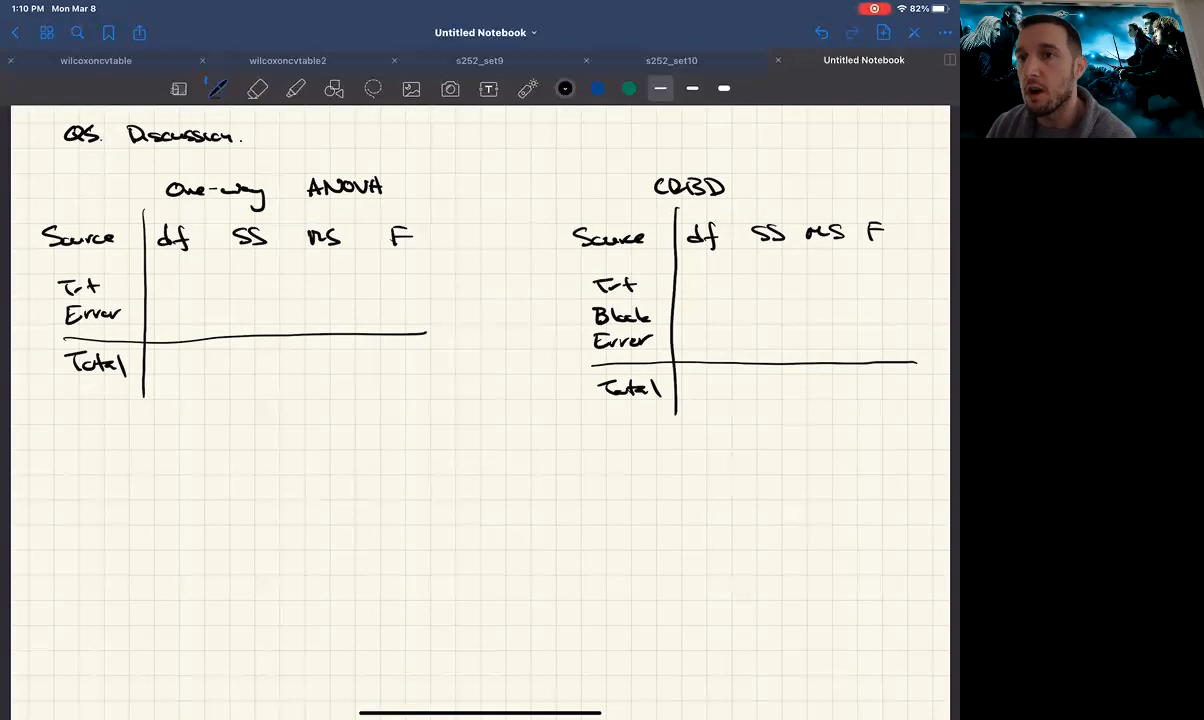 1:10 PM Mon Mar 8
82%
Untitled Notebook
wilcoxoncvtable
wilcoxoncvtable2
s252_set9
s252_set10
Untitled Notebook
Q5. Discussion.
One-way ANOVA
Source df SS MS F
Trt
Error
Total
CRBD
Source df SS MS F
Trt
Block
Error
Total